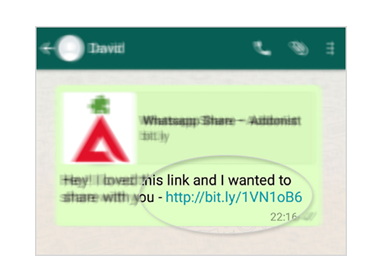 David
Whatsapp Share - Addonist
bit.ly
Hey! I loved this link and I wanted to
share with you - http://bit.ly/1VN1oB6
22:16